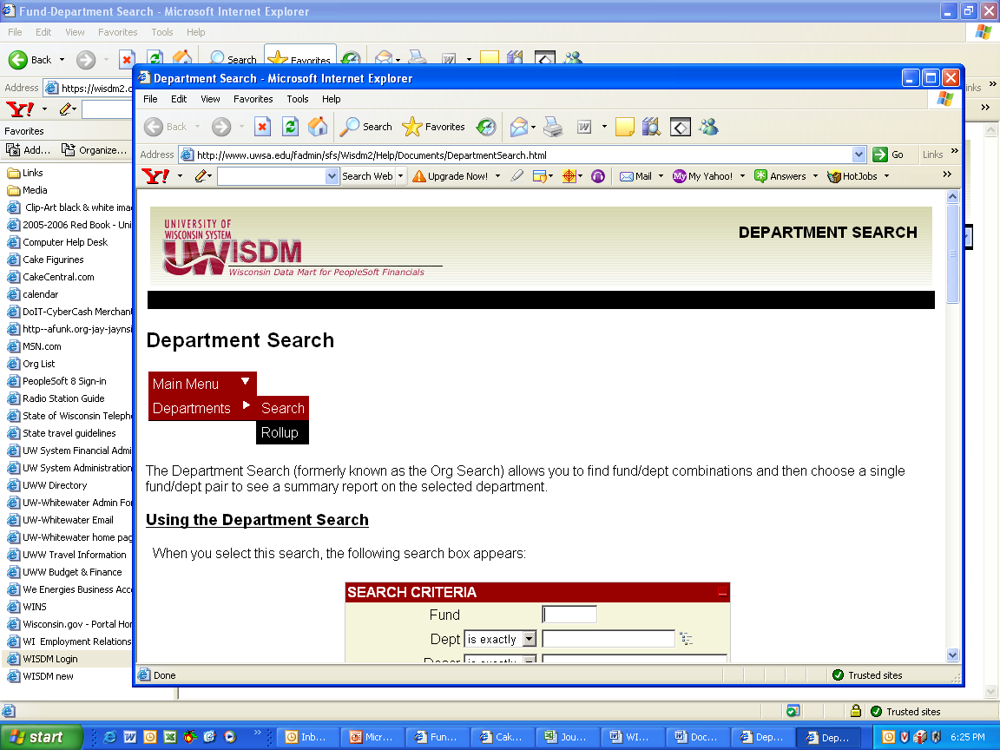 Fund-Department Search - Microsoft Internet Explorer
File Edit View Favorites Tools Help
Back Search Favorites
Address https://wisdm2.
Links
Y!
Favorites
Add... Organize...
Links
Media
Clip-Art black & white ima
2005-2006 Red Book - Uni
Computer Help Desk
Cake Figurines
CakeCentral.com
calendar
DoIT-CyberCash Merchan
http--afunk.org-jay-jaynsi
MSN.com
Org List
PeopleSoft 8 Sign-in
Radio Station Guide
State of Wisconsin Teleph
State travel guidelines
UW System Financial Admi
UW System Administration
UWW Directory
UW-Whitewater Admin For
UW-Whitewater Email
UW-Whitewater home pag
UWW Travel Information
UWW Budget & Finance
We Energies Business Acc
WINS
Wisconsin.gov - Portal Hor
WI Employment Relations
WISDM Login
WISDM new
Department Search - Microsoft Internet Explorer
File Edit View Favorites Tools Help
Back Search Favorites
Address http://www.uwsa.edu/fadmin/sfs/Wisdm2/Help/Documents/DepartmentSearch.html Go Links
Y! Search Web Upgrade Now! Mail My Yahoo! Answers HotJobs
UNIVERSITY OF
WISCONSIN SYSTEM
UWISDM
Wisconsin Data Mart for PeopleSoft Financials
DEPARTMENT SEARCH
Department Search
Main Menu
Departments Search
Rollup
The Department Search (formerly known as the Org Search) allows you to find fund/dept combinations and then choose a single
fund/dept pair to see a summary report on the selected department.
Using the Department Search
When you select this search, the following search box appears:
SEARCH CRITERIA
Fund
Dept is exactly
Descr is exactly
Done Trusted sites
Trusted sites
start Inb... Micr... Fun... Cak... Jou... WI... Doc... Dep... Dep... 6:25 PM